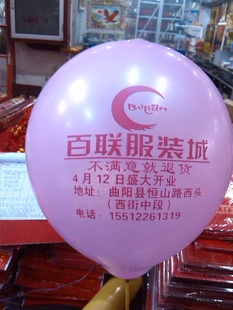 百联服装城
不满意就退货
4月12日盛大开业
地址：曲阳县恒山路西头
（西街中段）
电话：15512261319